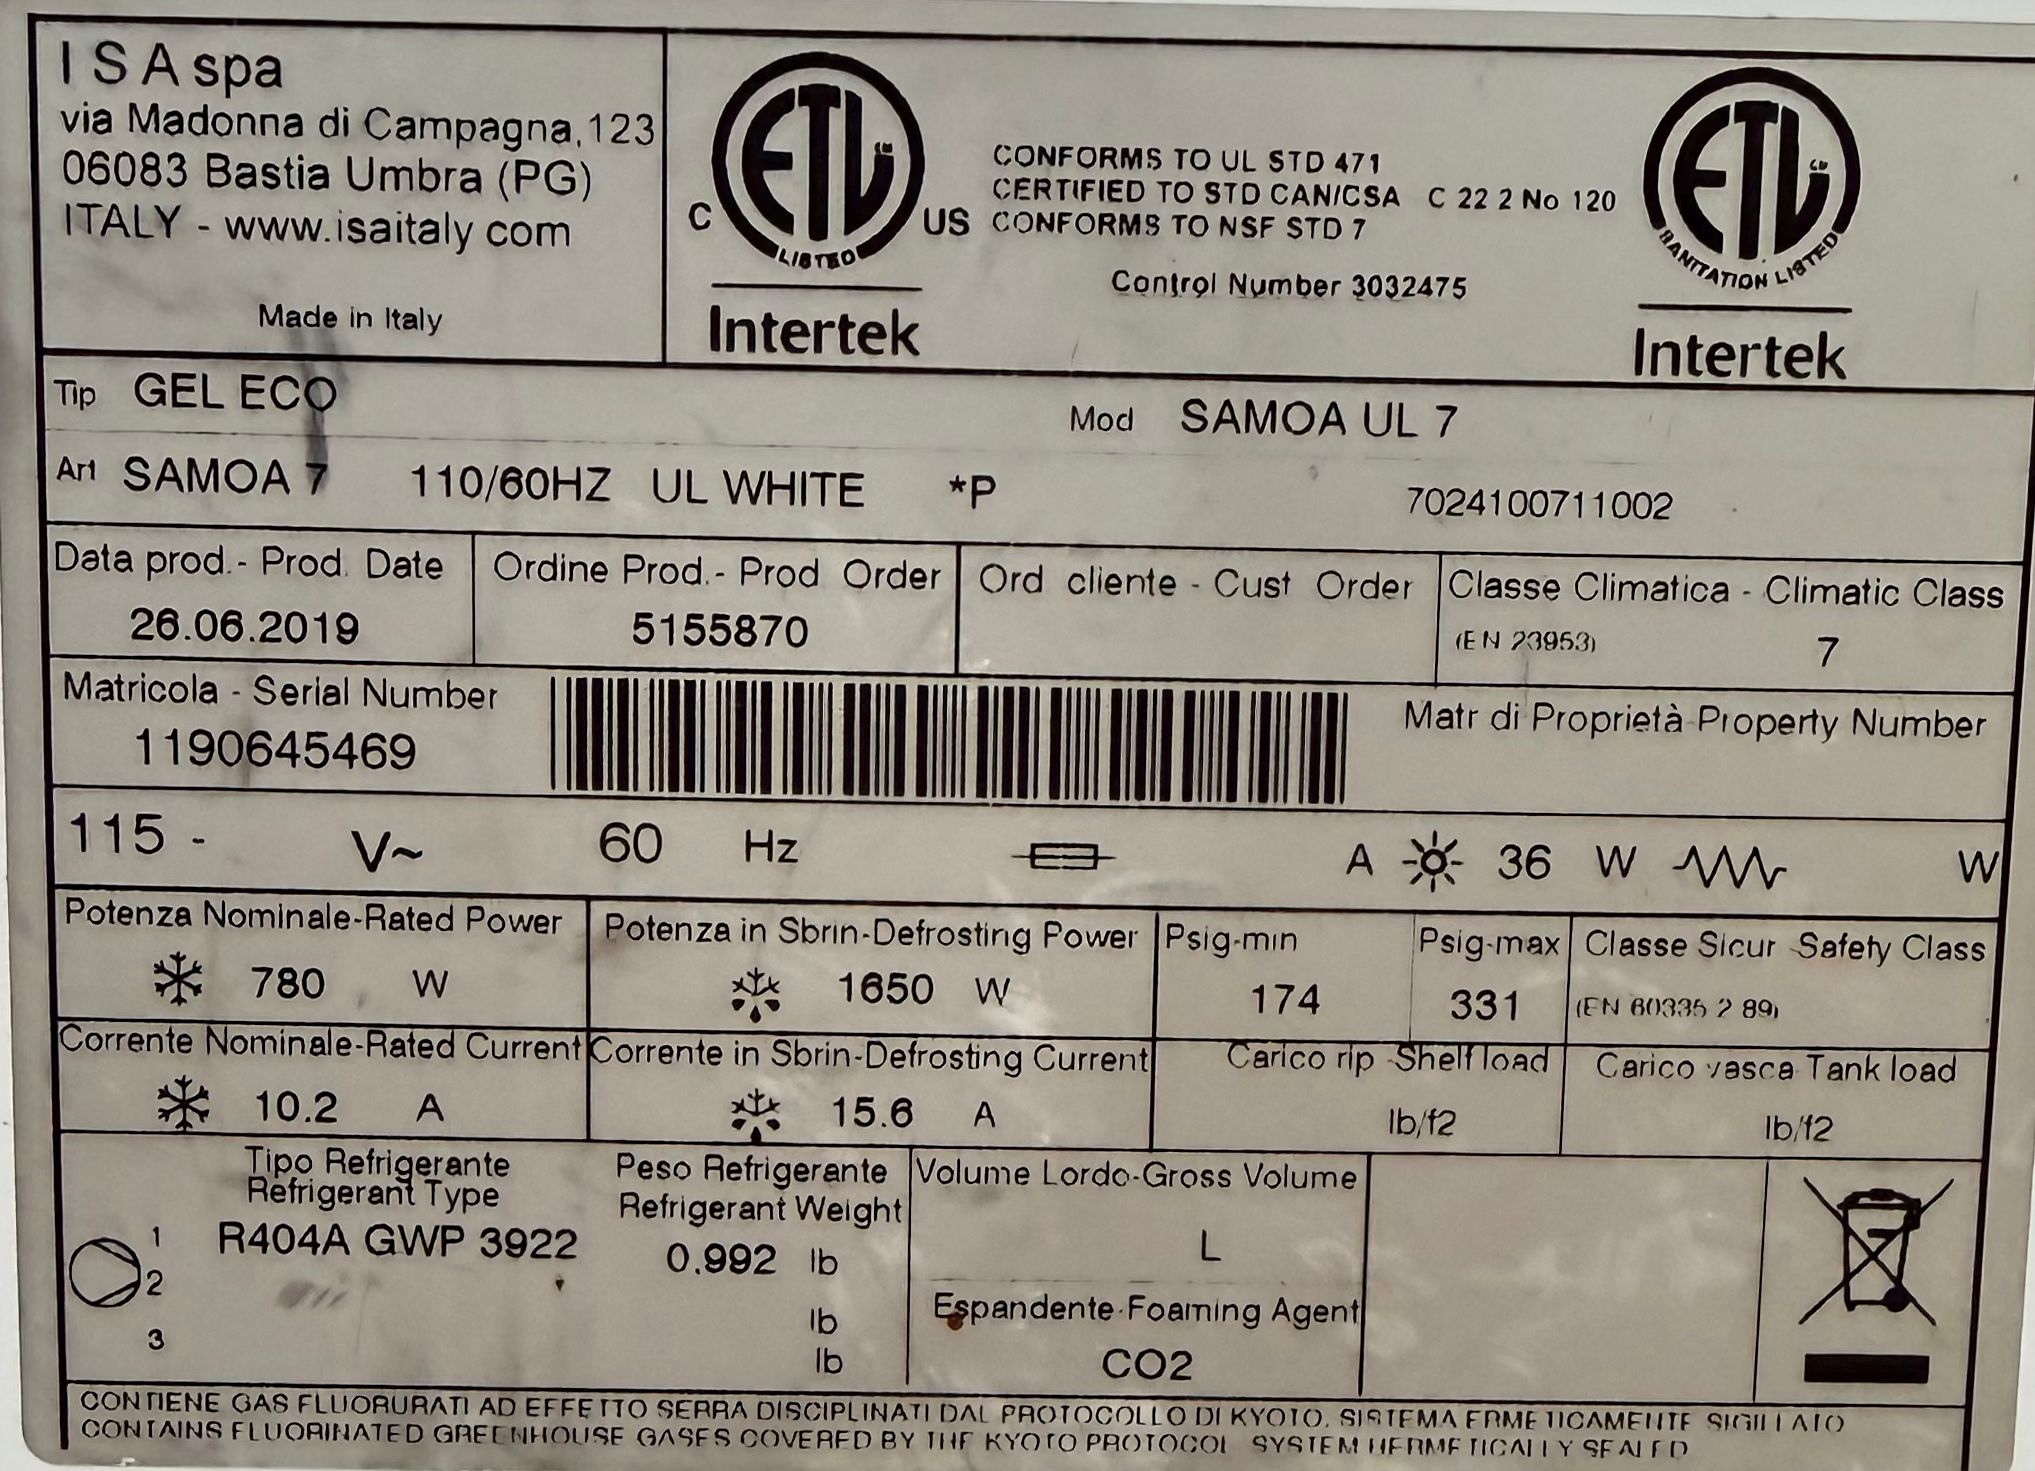 I S A spa
via Madonna di Campagna,123
06083 Bastia Umbra (PG)
ITALY - www.isaitaly com
Made in Italy
C ETL US
LISTED
Intertek
CONFORMS TO UL STD 471
CERTIFIED TO STD CAN/CSA C 22 2 No 120
CONFORMS TO NSF STD 7
Control Number 3032475
ETL
SANITATION LISTED
Intertek
Tip GEL ECO
Mod SAMOA UL 7
Art SAMOA 7 110/60HZ UL WHITE *P
7024100711002
Data prod.- Prod. Date
26.06.2019
Ordine Prod.- Prod Order
5155870
Ord cliente - Cust Order
Classe Climatica - Climatic Class
(EN 23953) 7
Matricola - Serial Number
1190645469
Matr di Proprietà Property Number
115 - V~ 60 Hz A 36 W W
Potenza Nominale-Rated Power
780 W
Potenza in Sbrin-Defrosting Power
1650 W
Psig-min
174
Psig-max
331
Classe Sicur Safety Class
(EN 60335 2 89)
Corrente Nominale-Rated Current
10.2 A
Corrente in Sbrin-Defrosting Current
15.6 A
Carico rip Shelf load
lb/f2
Carico vasca Tank load
lb/f2
Tipo Refrigerante
Refrigerant Type
1 R404A GWP 3922
2
3
Peso Refrigerante
Refrigerant Weight
0.992 lb
lb
lb
Volume Lordo-Gross Volume
L
Espandente-Foaming Agent
CO2
CONTIENE GAS FLUORURATI AD EFFETTO SERRA DISCIPLINATI DAL PROTOCOLLO DI KYOTO. SISTEMA ERMETICAMENTE SIGILLATO
CONTAINS FLUORINATED GREENHOUSE GASES COVERED BY THE KYOTO PROTOCOL SYSTEM HERMETICALLY SEALED